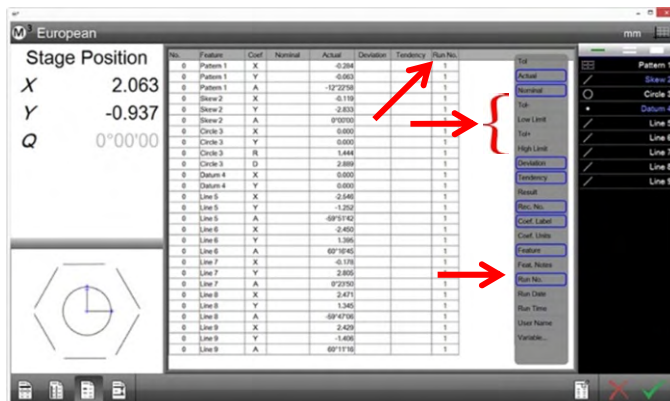 M³ European mm
Stage Position
X 2.063
Y -0.937
Q 0°00'00
No. Feature Coef Nominal Actual Deviation Tendency Run No.
0 Pattern 1 X -0.394 1
0 Pattern 1 Y -0.063 1
0 Pattern 1 A -12°22'58 1
0 Skew 2 X -0.119 1
0 Skew 2 Y -2.833 1
0 Skew 2 A 0°00'00 1
0 Circle 3 X 0.000 1
0 Circle 3 Y 0.000 1
0 Circle 3 R 1.444 1
0 Circle 3 D 2.889 1
0 Datum 4 X 0.000 1
0 Datum 4 Y 0.000 1
0 Line 5 X -2.546 1
0 Line 5 Y -1.252 1
0 Line 5 A -59°51'42 1
0 Line 6 X -2.450 1
0 Line 6 Y 1.395 1
0 Line 6 A 60°16'45 1
0 Line 7 X -0.178 1
0 Line 7 Y 2.805 1
0 Line 7 A 0°23'50 1
0 Line 8 X 2.471 1
0 Line 8 Y 1.345 1
0 Line 8 A -59°47'06 1
0 Line 9 X 2.429 1
0 Line 9 Y -1.406 1
0 Line 9 A 60°11'16 1
Tol
Actual
Nominal
Tol-
Low Limit
Tol+
High Limit
Deviation
Tendency
Result
Rec. No.
Coef. Label
Coef. Units
Feature
Feat. Notes
Run No.
Run Date
Run Time
User Name
Variable...
Pattern 1
Skew 2
Circle 3
Datum 4
Line 5
Line 6
Line 7
Line 8
Line 9